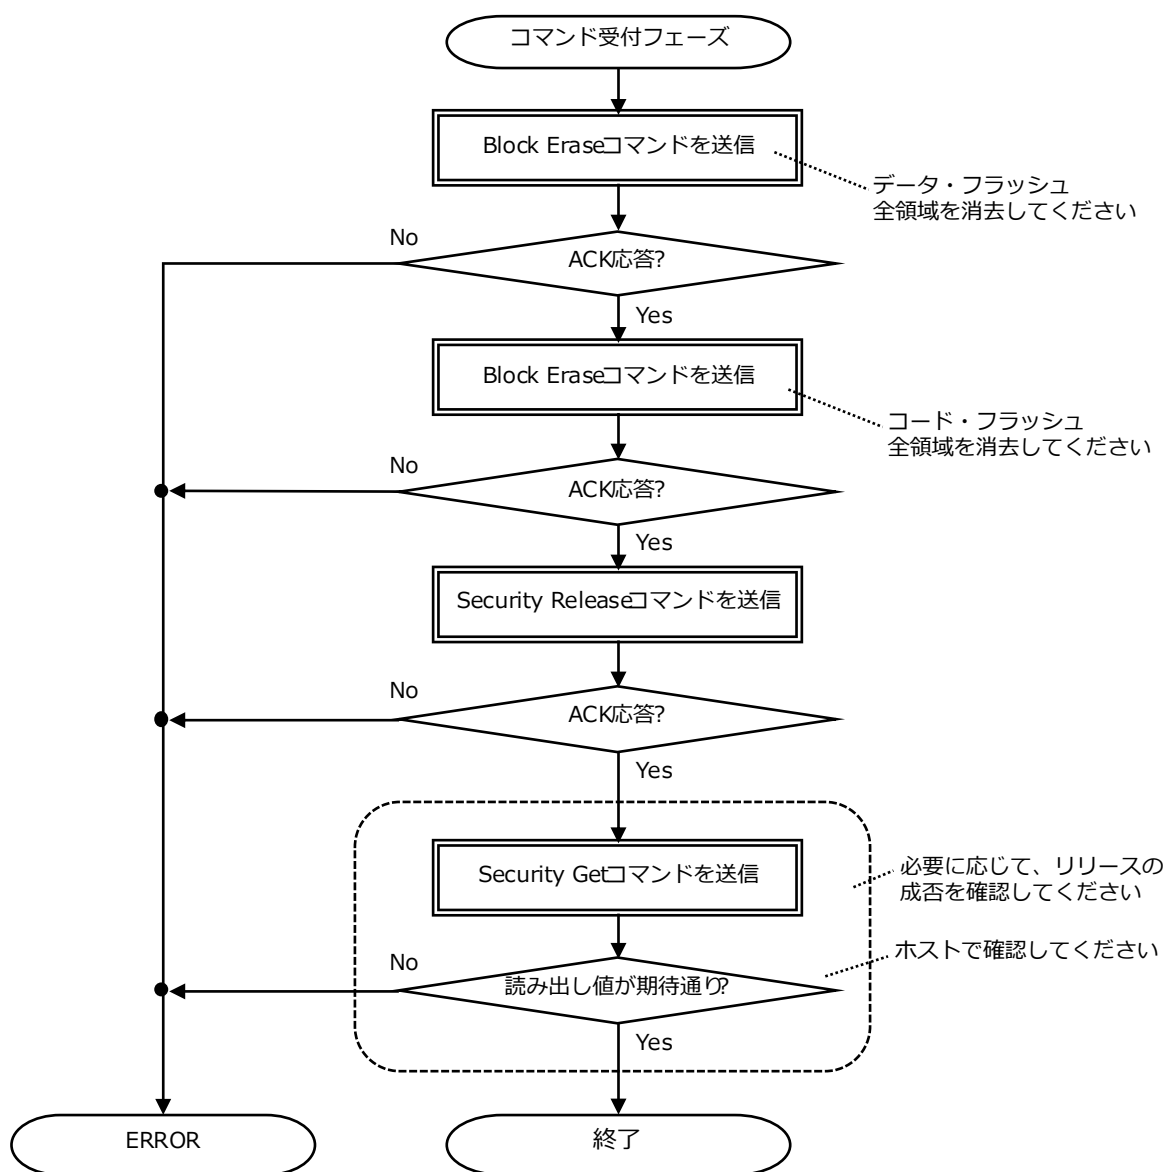 コマンド受付フェーズ
Block Eraseコマンドを送信
データ・フラッシュ
全領域を消去してください
No
ACK応答?
Yes
Block Eraseコマンドを送信
コード・フラッシュ
全領域を消去してください
No
ACK応答?
Yes
Security Releaseコマンドを送信
No
ACK応答?
Yes
Security Getコマンドを送信
必要に応じて、リリースの
成否を確認してください
ホストで確認してください
No
読み出し値が期待通り?
Yes
ERROR
終了